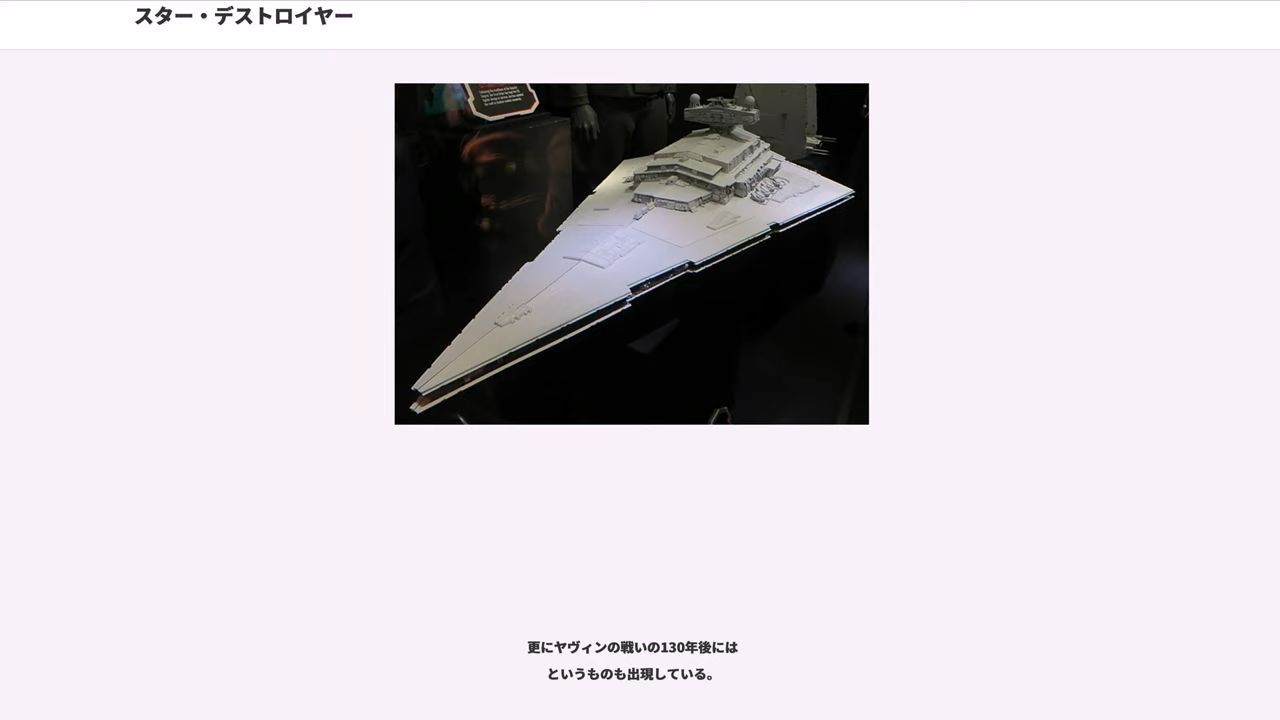 スター・デストロイヤー
更にヤヴィンの戦いの130年後には
というものも出現している。